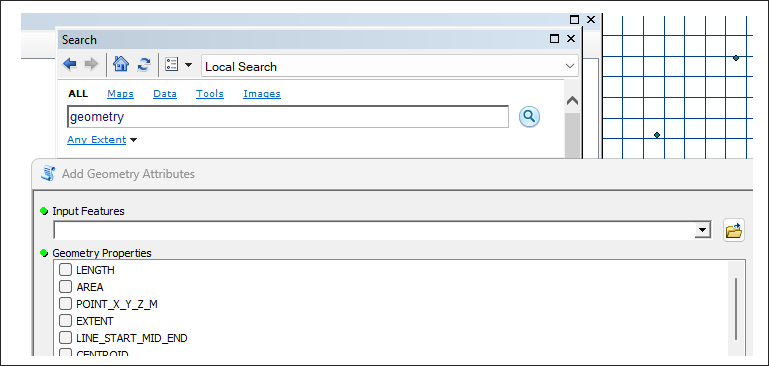 Search
Local Search
ALL Maps Data Tools Images
geometry
Any Extent
Add Geometry Attributes
Input Features
Geometry Properties
LENGTH
AREA
POINT_X_Y_Z_M
EXTENT
LINE_START_MID_END
CENTROID